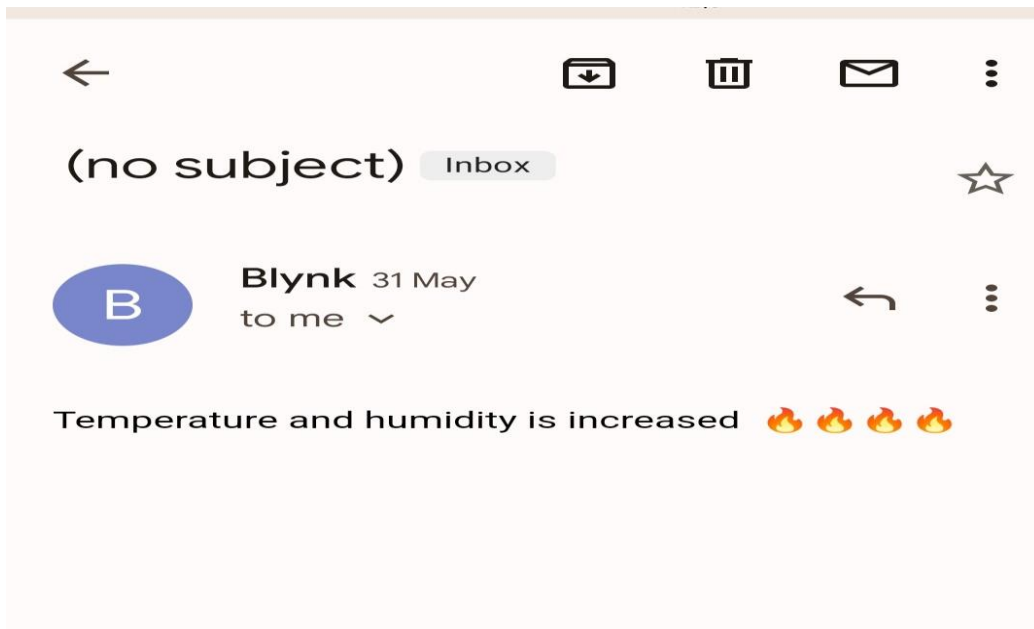 (no subject) Inbox
B
Blynk 31 May
to me
Temperature and humidity is increased 🔥🔥🔥🔥